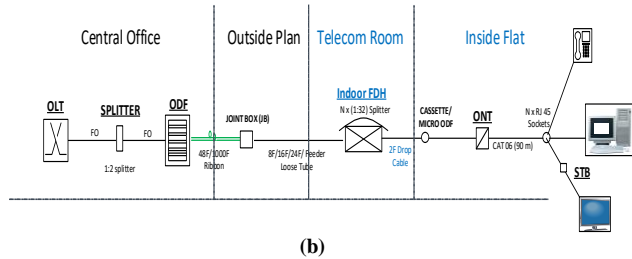 Central Office
Outside Plan
Telecom Room
Inside Flat
OLT
SPLITTER
ODF
FO
FO
1:2 splitter
48F/1000F
Ribbon
JOINT BOX (JB)
8F/16F/24F/ Feeder
Loose Tube
Indoor FDH
N x (1:32) Splitter
2F Drop
Cable
CASSETTE/
MICRO ODF
ONT
CAT 06 (90 m)
N x RJ 45
Sockets
STB
(b)